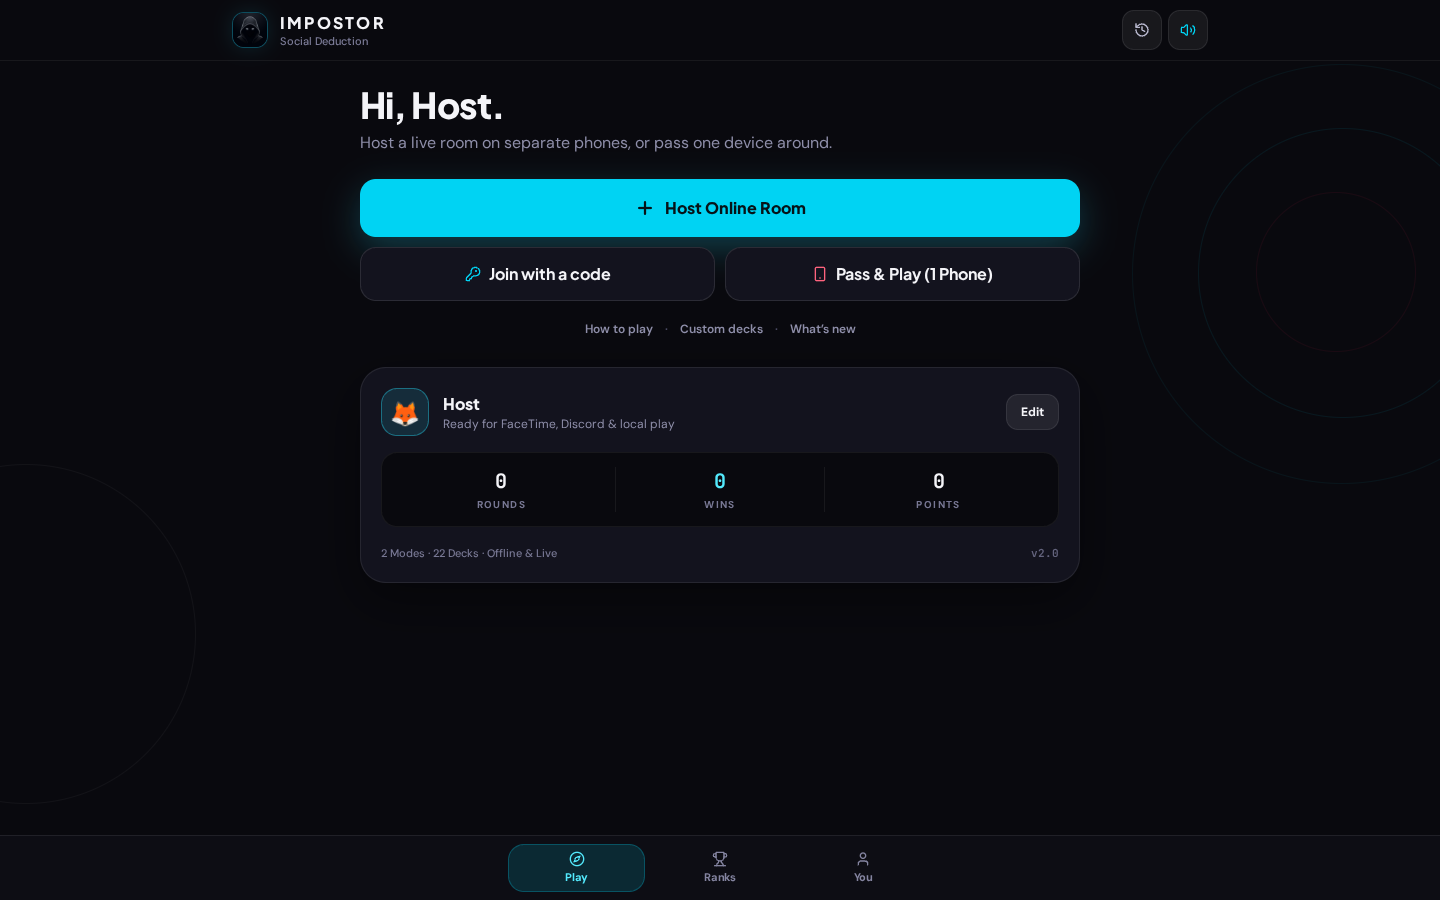 IMPOSTOR
Social Deduction
Hi, Host.
Host a live room on separate phones, or pass one device around.
Host Online Room
Join with a code
Pass & Play (1 Phone)
How to play · Custom decks · What's new
Host
Ready for FaceTime, Discord & local play
Edit
0 0 0
ROUNDS WINS POINTS
2 Modes · 22 Decks · Offline & Live
v2.0
Play Ranks You